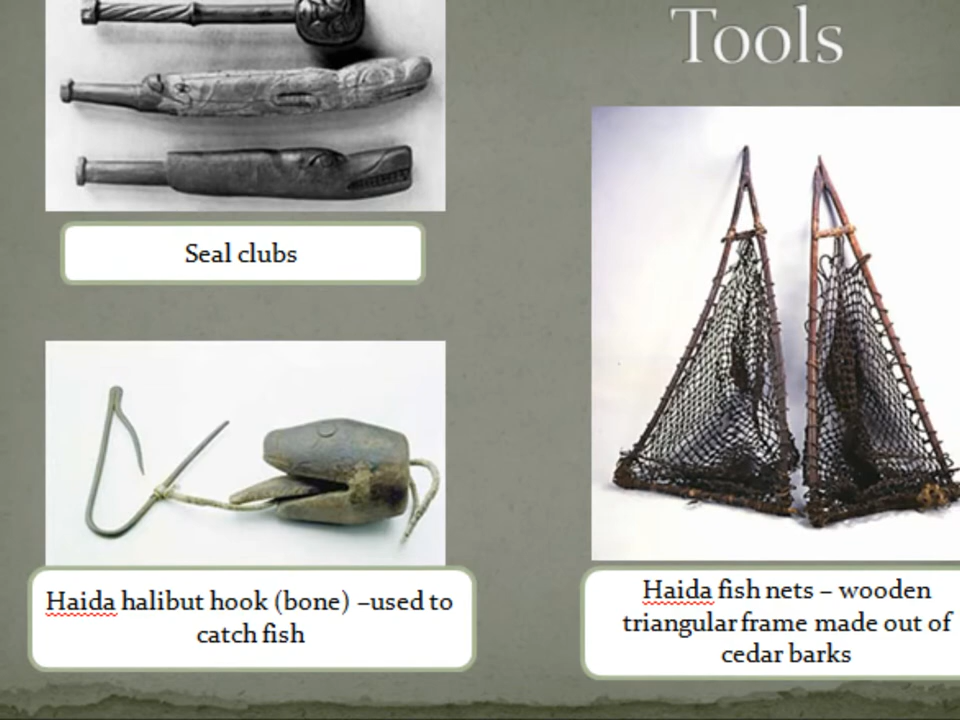 Tools
Seal clubs
Haida halibut hook (bone) –used to
catch fish
Haida fish nets – wooden
triangular frame made out of
cedar barks